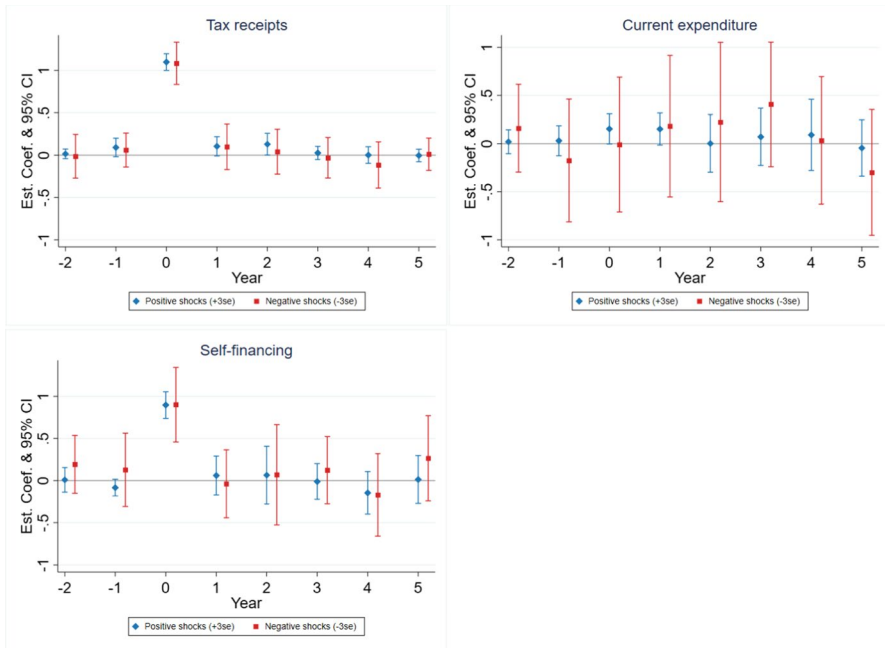 Tax receipts
Est. Coef. & 95% CI
1
.5
0
-.5
-1
-2 -1 0 1 2 3 4 5
Year
Positive shocks (+3se) Negative shocks (-3se)
Current expenditure
Est. Coef. & 95% CI
1
.5
0
-.5
-1
-2 -1 0 1 2 3 4 5
Year
Positive shocks (+3se) Negative shocks (-3se)
Self-financing
Est. Coef. & 95% CI
1
.5
0
-.5
-1
-2 -1 0 1 2 3 4 5
Year
Positive shocks (+3se) Negative shocks (-3se)